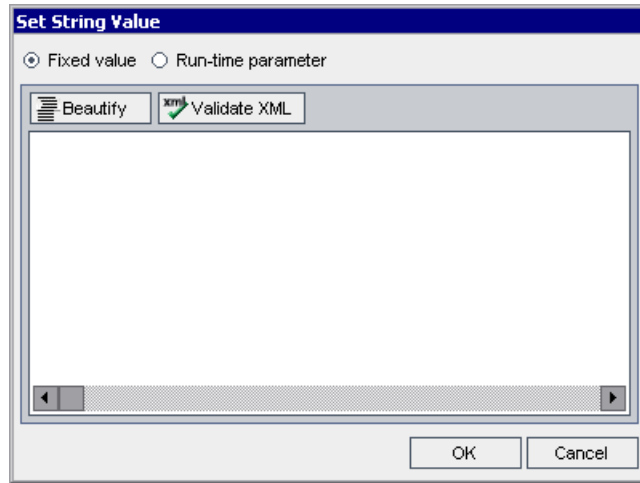 Set String Value
Fixed value Run-time parameter
Beautify xml Validate XML
OK Cancel